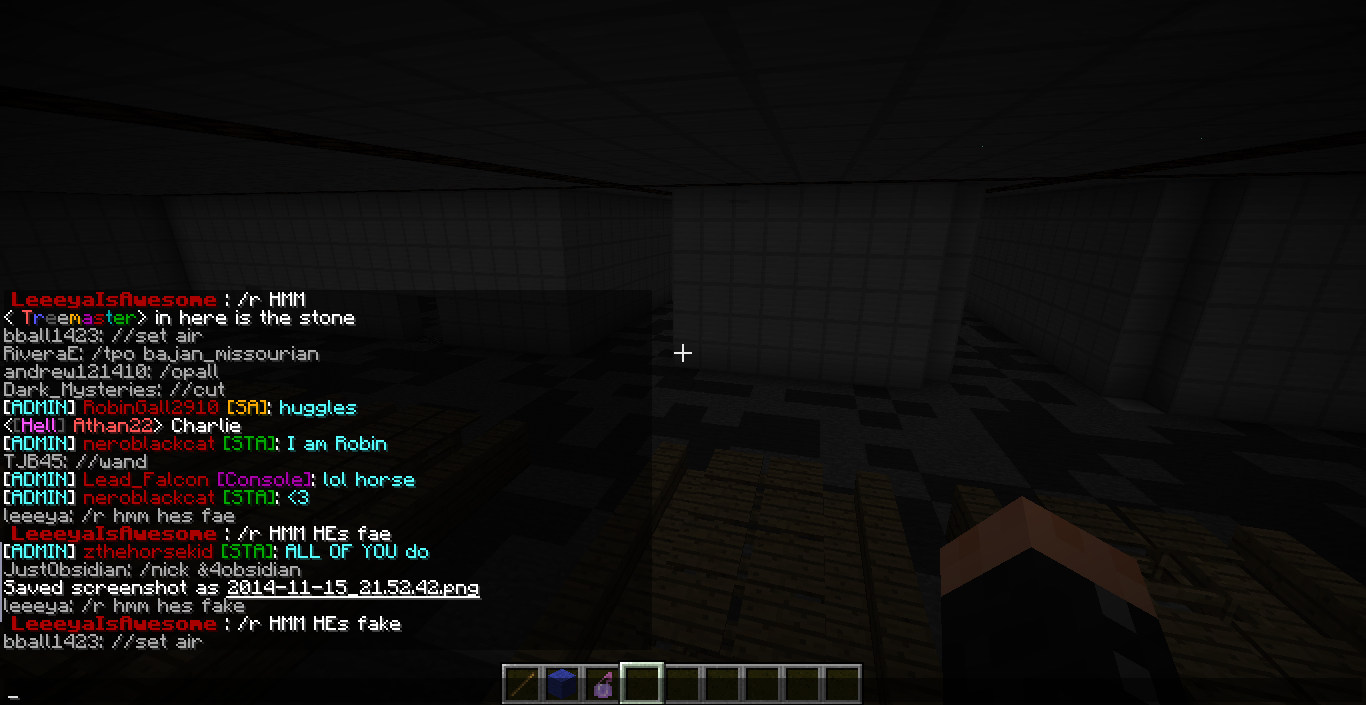 LeeeyaIsAwesome : /r HMM
< Treemaster> in here is the stone
bball1423: //set air
RiveraE: /tpo bajan_missourian
andrew121410: /opall
Dark_Mysteries: //cut
[ADMIN] RobinGall2910 [SA]: huggles
<[Hell] Athan22> Charlie
[ADMIN] neroblackcat [STA]: I am Robin
TJB45: //wand
[ADMIN] Lead_Falcon [Console]: lol horse
[ADMIN] neroblackcat [STA]: <3
leeeya: /r hmm hes fae
LeeeyaIsAwesome : /r HMM HEs fae
[ADMIN] zthehorsekid [STA]: ALL OF YOU do
JustObsidian: /nick &4obsidian
Saved screenshot as 2014-11-15_21.52.42.png
leeeya: /r hmm hes fake
LeeeyaIsAwesome : /r HMM HEs fake
bball1423: //set air
_